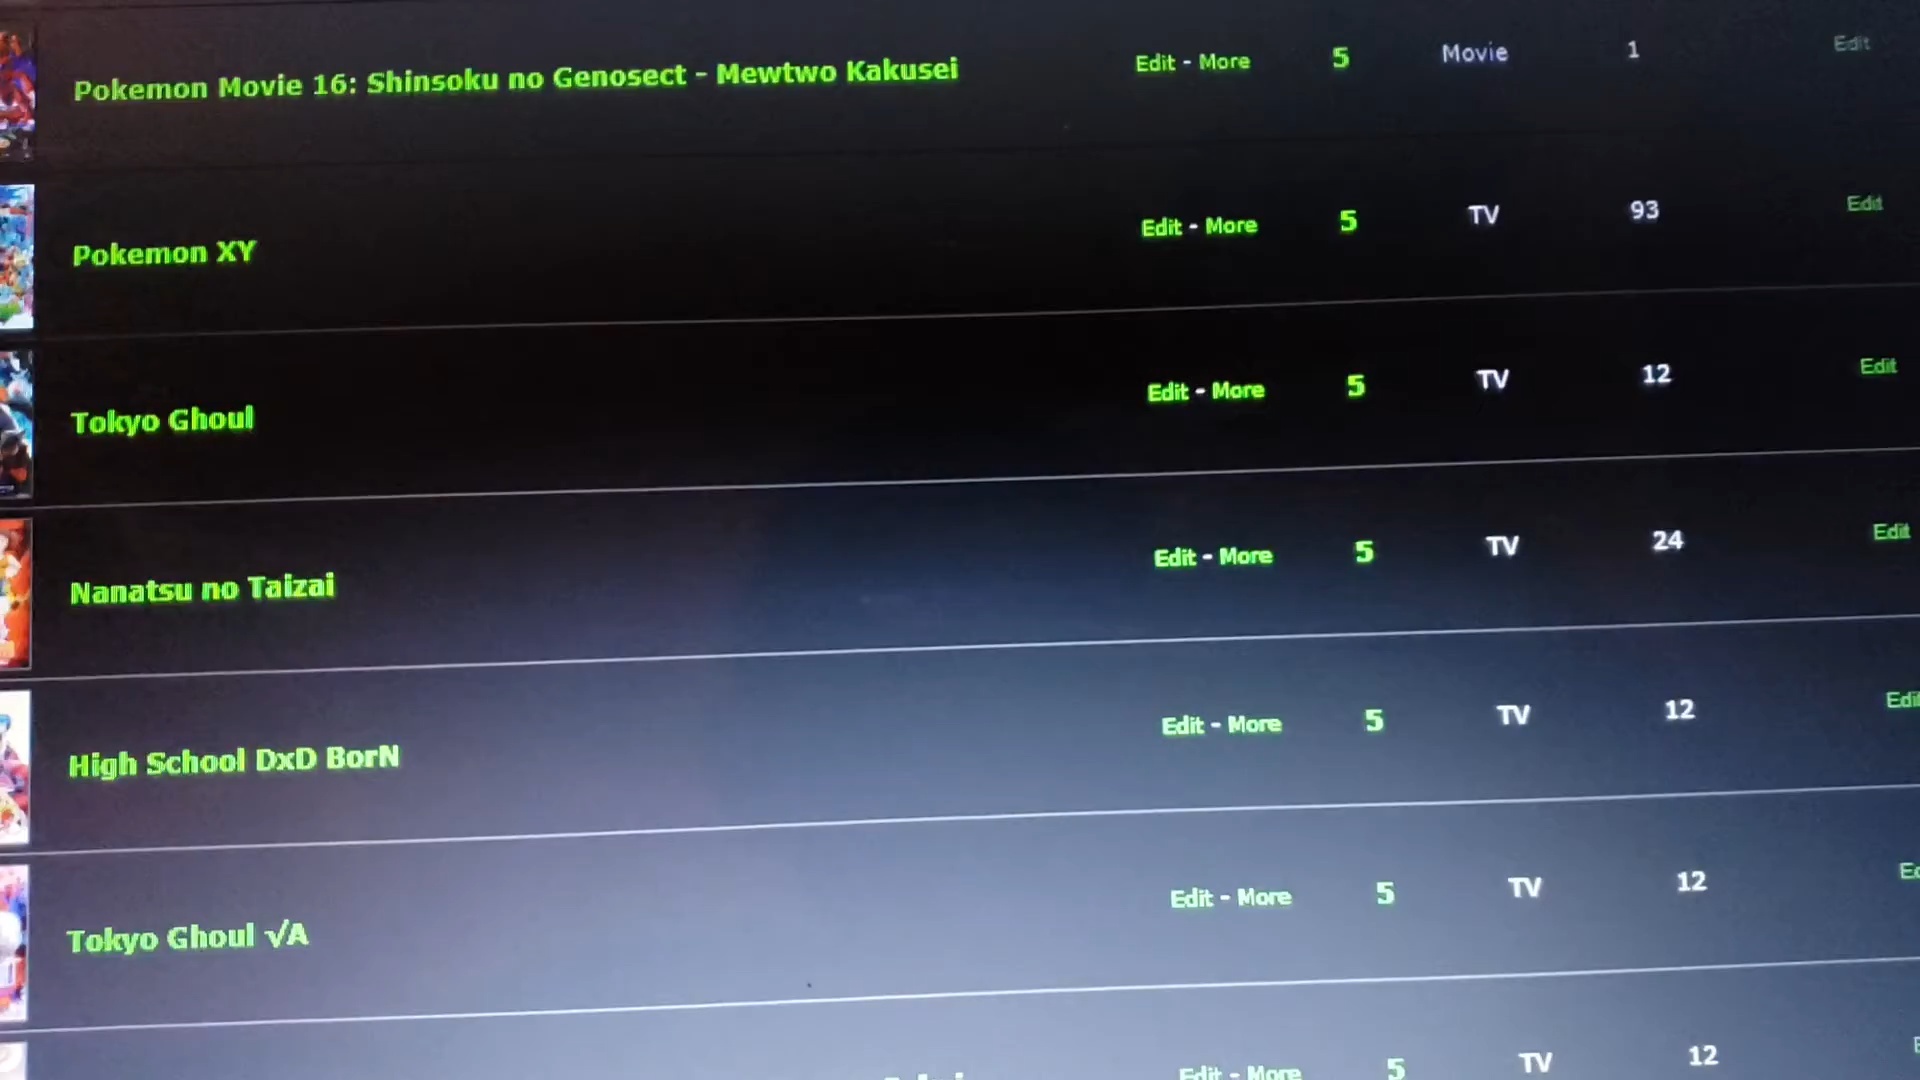 Pokemon Movie 16: Shinsoku no Genosect - Mewtwo Kakusei Edit - More 5 Movie 1 Edit
Pokemon XY Edit - More 5 TV 93 Edit
Tokyo Ghoul Edit - More 5 TV 12 Edit
Nanatsu no Taizai Edit - More 5 TV 24 Edit
High School DxD BorN Edit - More 5 TV 12 Edit
Tokyo Ghoul √A Edit - More 5 TV 12
Edit - More 5 TV 12